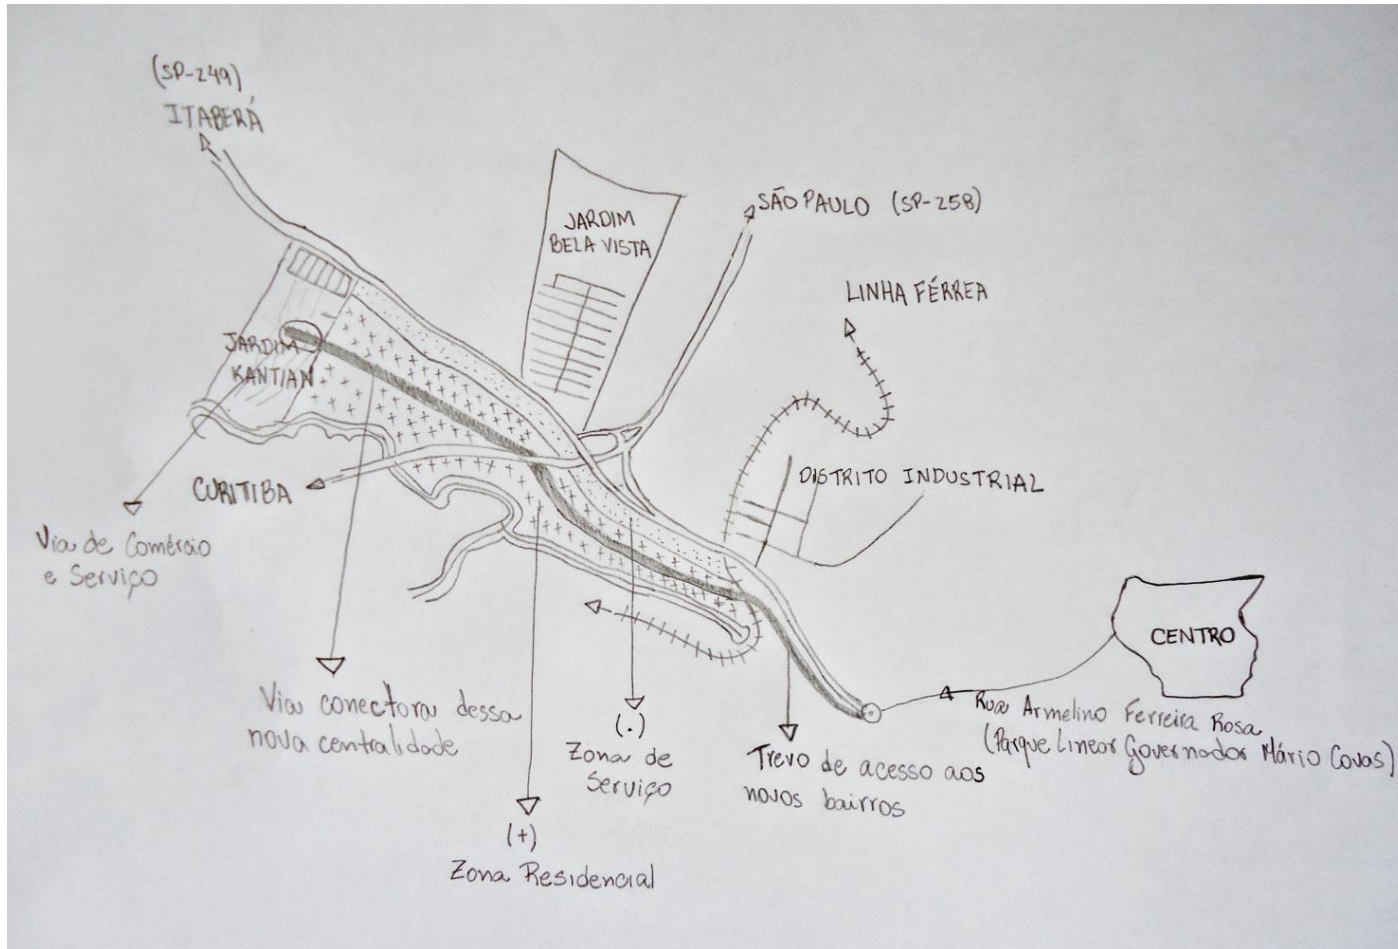 (SP-249)
ITABERÁ
JARDIM
BELA VISTA
SÃO PAULO (SP-258)
LINHA FÉRREA
JARDIM
KANTIAN
CURITIBA
DISTRITO INDUSTRIAL
Via de Comércio
e Serviço
CENTRO
Via conectora dessa
nova centralidade
(.)
Zona de
Serviço
Trevo de acesso aos
novos bairros
Rua Armelino Ferreira Rosa
(Parque Linear Governador Mário Covas)
(+)
Zona Residencial